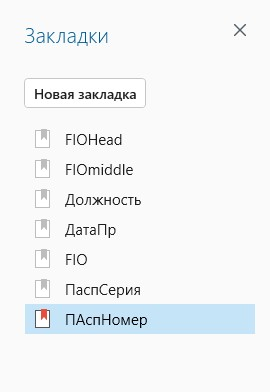 Закладки
Новая закладка
FIOHead
FIOmiddle
Должность
ДатаПр
FIO
ПаспСерия
ПАспНомер